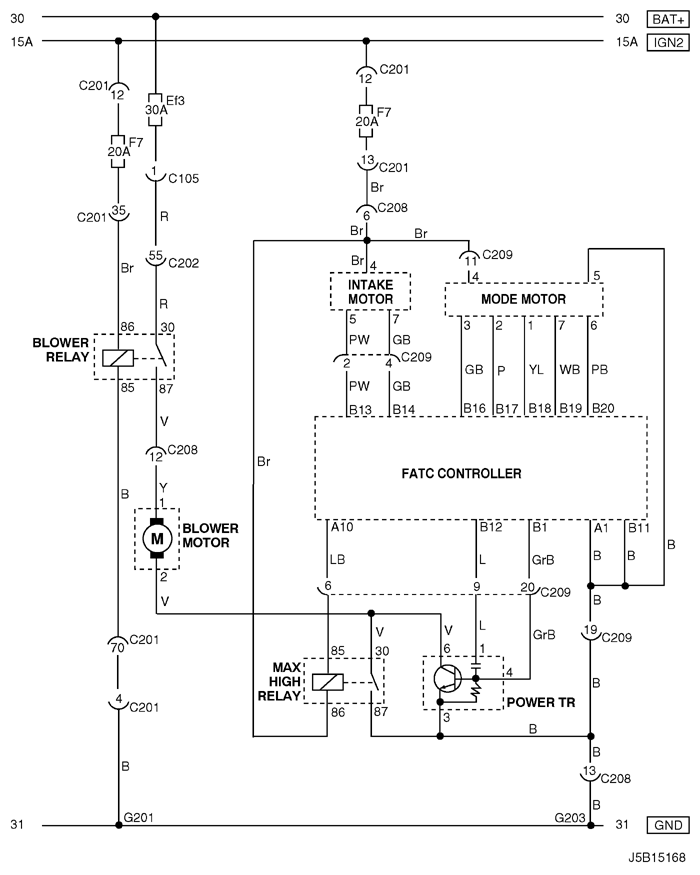 30 30 BAT+
15A 15A IGN2
C201 12 C201 12
Ef3 30A
F7 20A F7 20A
1 C105 13 C201
Br
35 C201 R 6 C208
Br Br
55 C202 Br 4 11 C209
Br 4 5
R INTAKE MOTOR MODE MOTOR
86 30 5 7 3 2 1 7 6
BLOWER RELAY PW GB
2 4 C209
85 87 PW GB GB P YL WB PB
V B13 B14 B16 B17 B18 B19 B20
12 C208
Br FATC CONTROLLER
B Y
1
M BLOWER MOTOR A10 B12 B1 A1 B11
2 LB L GrB B B B
6 9 20 C209
V B
70 C201 V V L GrB 19 C209
85 30 6 1
MAX HIGH RELAY 4
4 C201 POWER TR B
86 87 3
B B
B 13 C208
B
31 G201 G203 31 GND
J5B15168